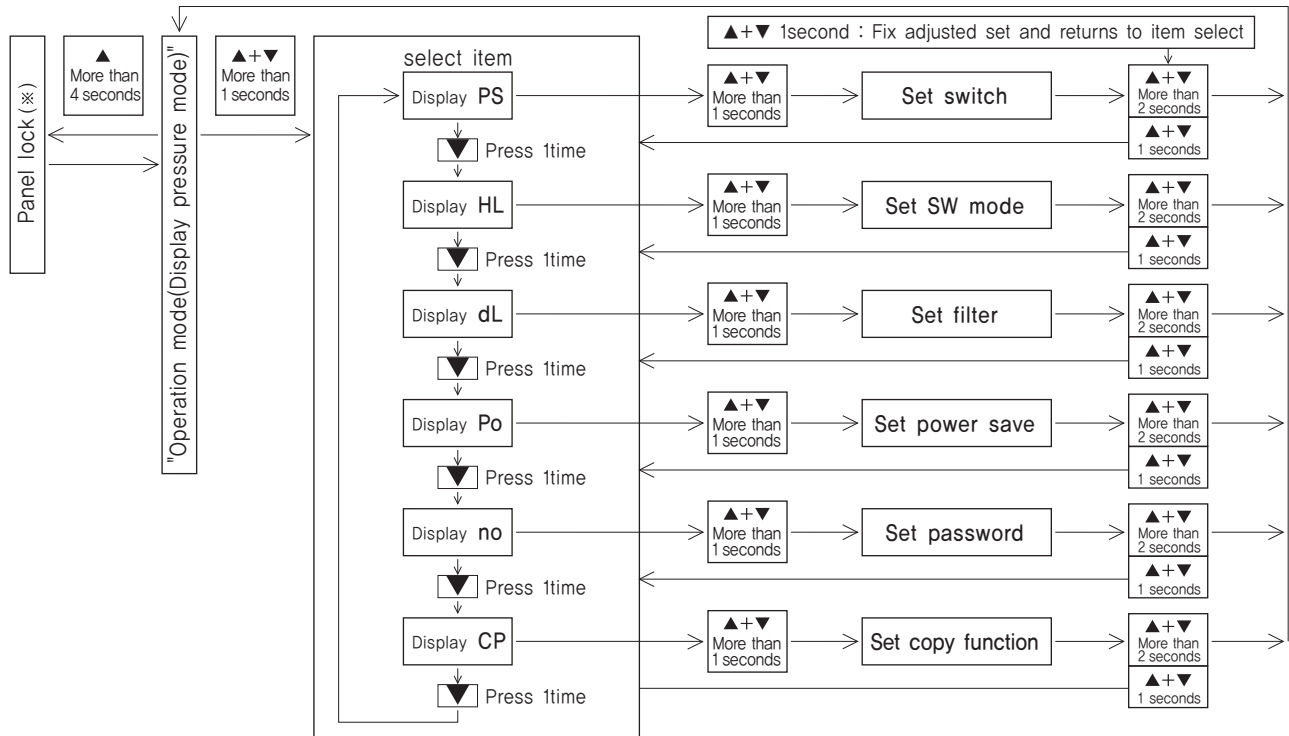 ▲+▼ 1second : Fix adjusted set and returns to item select
Panel lock (※)
▲
More than
4 seconds
"Operation mode(Display pressure mode)"
▲+▼
More than
1 seconds
select item
Display PS
▲+▼
More than
1 seconds
Set switch
▲+▼
More than
2 seconds
▲+▼
1 seconds
▼ Press 1time
Display HL
▲+▼
More than
1 seconds
Set SW mode
▲+▼
More than
2 seconds
▲+▼
1 seconds
▼ Press 1time
Display dL
▲+▼
More than
1 seconds
Set filter
▲+▼
More than
2 seconds
▲+▼
1 seconds
▼ Press 1time
Display Po
▲+▼
More than
1 seconds
Set power save
▲+▼
More than
2 seconds
▲+▼
1 seconds
▼ Press 1time
Display no
▲+▼
More than
1 seconds
Set password
▲+▼
More than
2 seconds
▲+▼
1 seconds
▼ Press 1time
Display CP
▲+▼
More than
1 seconds
Set copy function
▲+▼
More than
2 seconds
▲+▼
1 seconds
▼ Press 1time